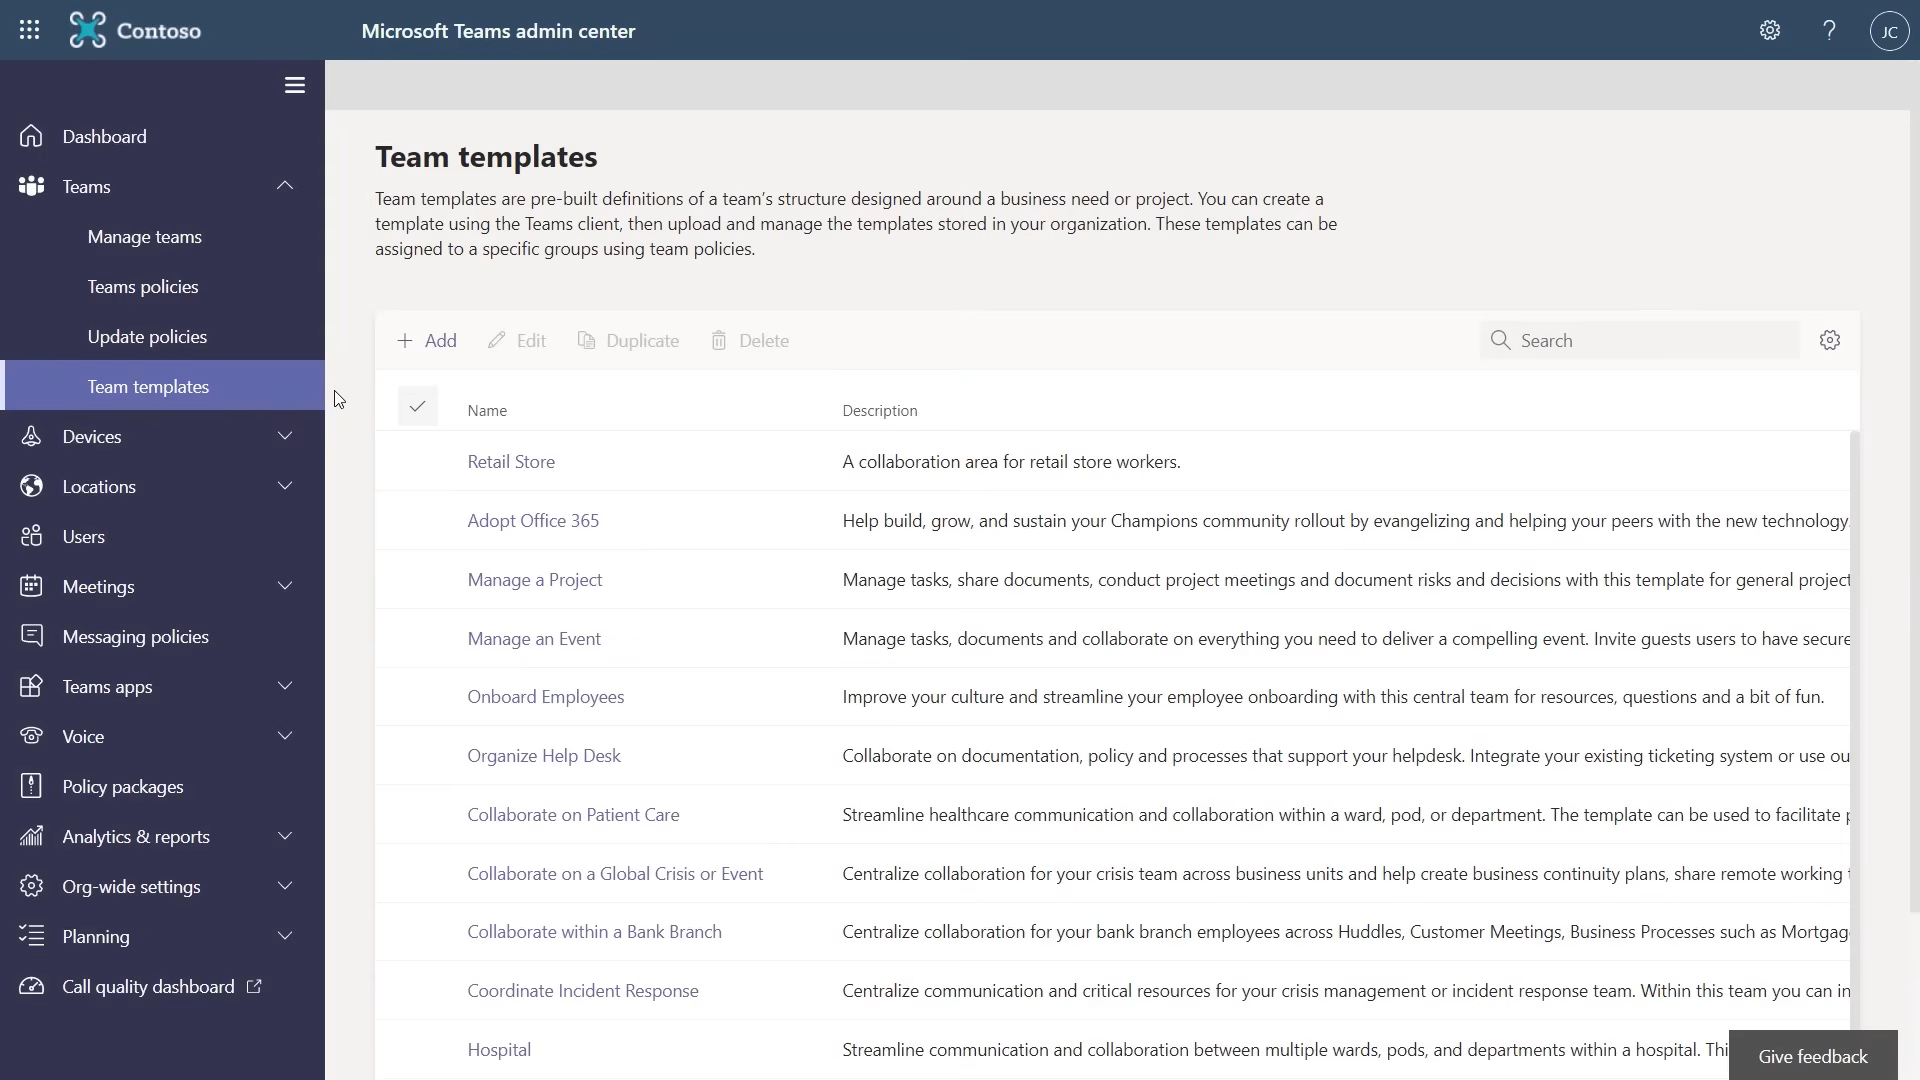 Contoso
Microsoft Teams admin center
?
JC
Dashboard
Teams
Manage teams
Teams policies
Update policies
Team templates
Devices
Locations
Users
Meetings
Messaging policies
Teams apps
Voice
Policy packages
Analytics & reports
Org-wide settings
Planning
Call quality dashboard
Team templates
Team templates are pre-built definitions of a team's structure designed around a business need or project. You can create a
template using the Teams client, then upload and manage the templates stored in your organization. These templates can be
assigned to a specific groups using team policies.
+ Add Edit Duplicate Delete Search
Name Description
Retail Store A collaboration area for retail store workers.
Adopt Office 365 Help build, grow, and sustain your Champions community rollout by evangelizing and helping your peers with the new technology.
Manage a Project Manage tasks, share documents, conduct project meetings and document risks and decisions with this template for general project
Manage an Event Manage tasks, documents and collaborate on everything you need to deliver a compelling event. Invite guests users to have secure
Onboard Employees Improve your culture and streamline your employee onboarding with this central team for resources, questions and a bit of fun.
Organize Help Desk Collaborate on documentation, policy and processes that support your helpdesk. Integrate your existing ticketing system or use ou
Collaborate on Patient Care Streamline healthcare communication and collaboration within a ward, pod, or department. The template can be used to facilitate p
Collaborate on a Global Crisis or Event Centralize collaboration for your crisis team across business units and help create business continuity plans, share remote working
Collaborate within a Bank Branch Centralize collaboration for your bank branch employees across Huddles, Customer Meetings, Business Processes such as Mortgag
Coordinate Incident Response Centralize communication and critical resources for your crisis management or incident response team. Within this team you can in
Hospital Streamline communication and collaboration between multiple wards, pods, and departments within a hospital. Thi
Give feedback